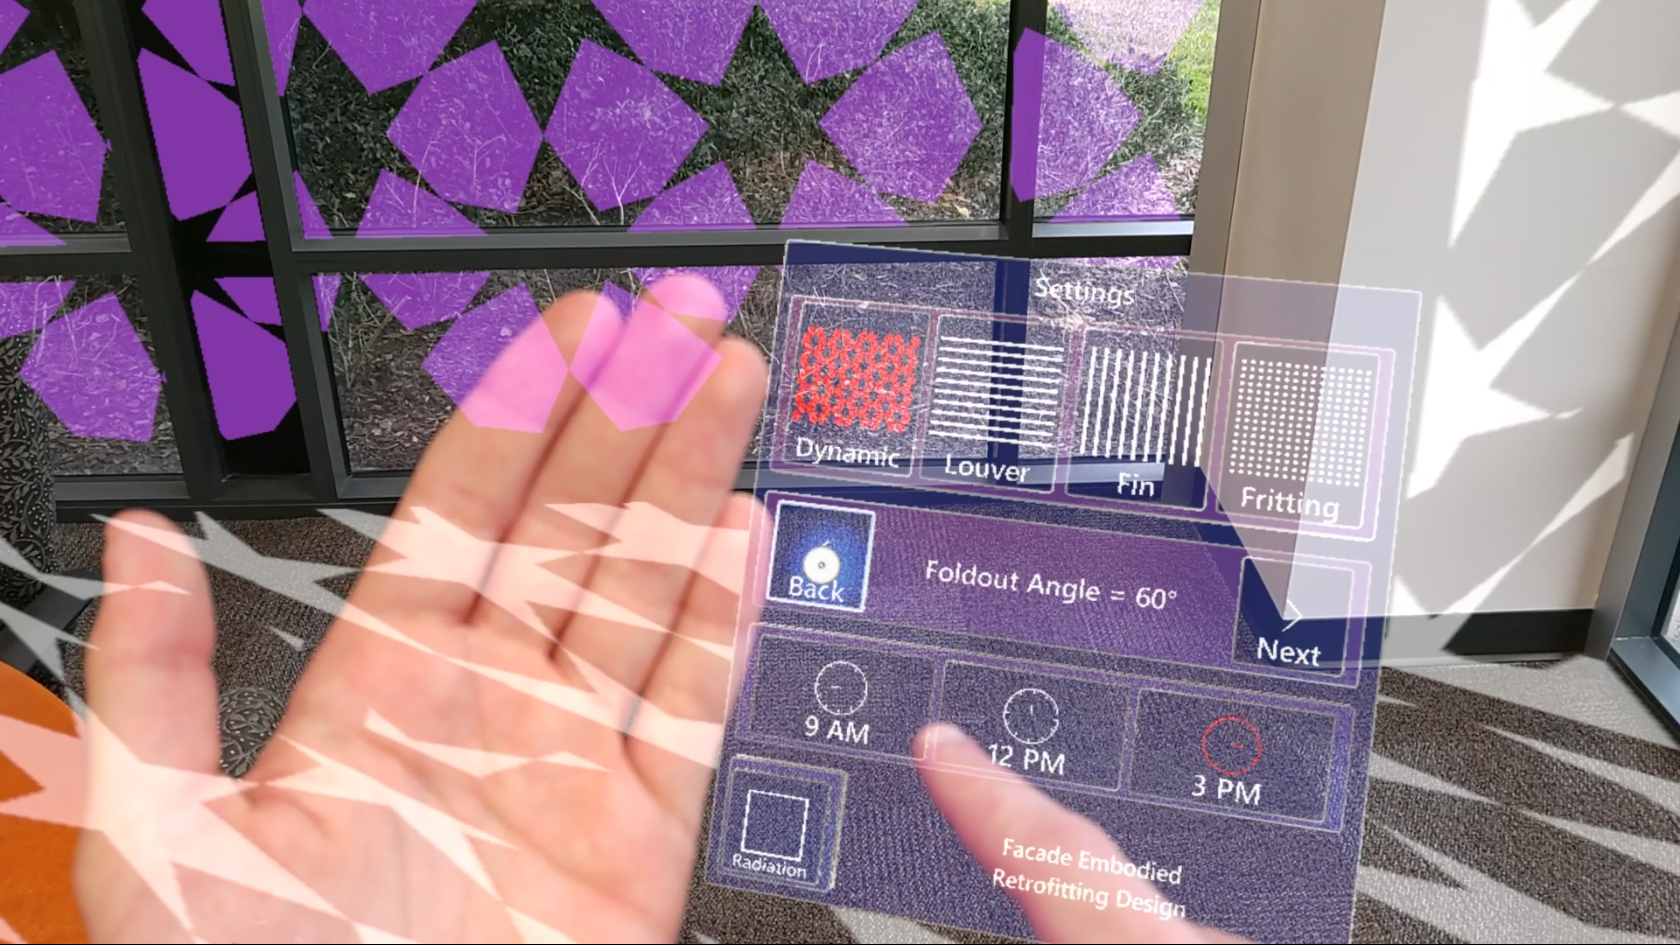 Settings
Dynamic
Louver
Fin
Fritting
Back
Foldout Angle = 60°
Next
9 AM
12 PM
3 PM
Radiation
Facade Embodied
Retrofitting Design